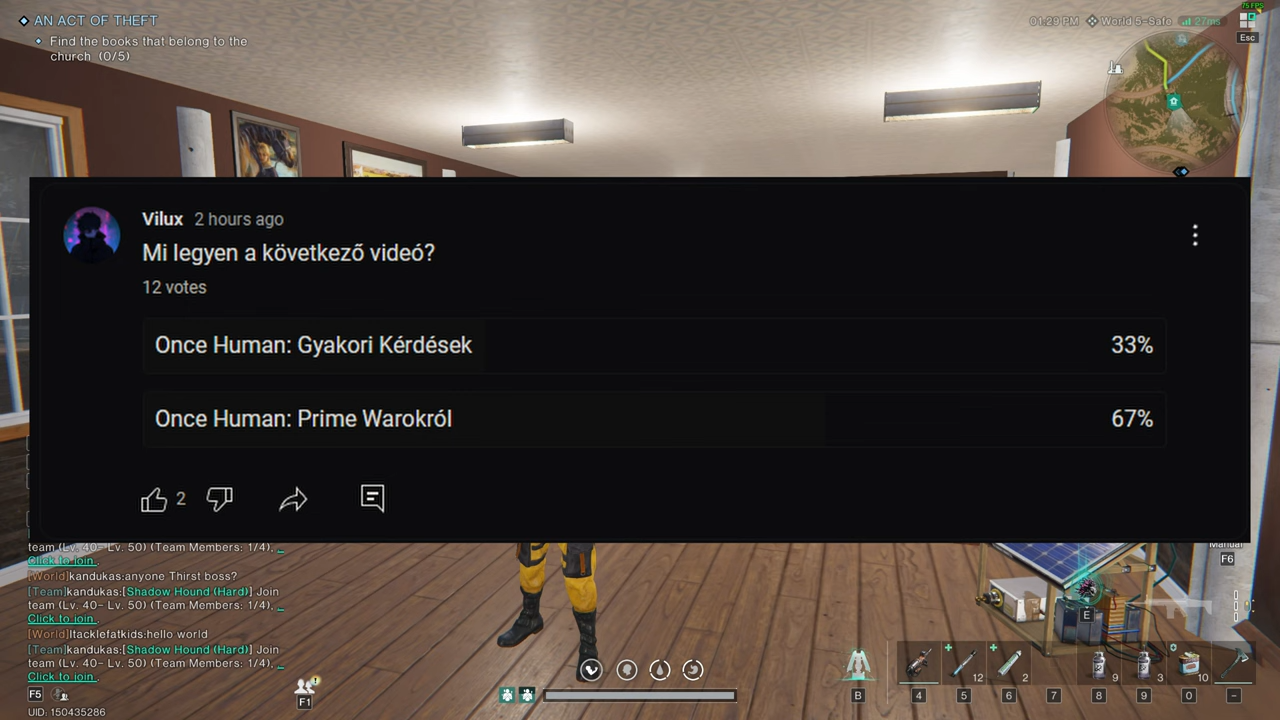 AN ACT OF THEFT
Find the books that belong to the
church (0/5)
75 FPS
01:29 PM World 5-Safe 27ms
Esc
Vilux 2 hours ago
Mi legyen a következő videó?
12 votes
Once Human: Gyakori Kérdések 33%
Once Human: Prime Warokról 67%
2
team (Lv. 40– Lv. 50) (Team Members: 1/4),
Click to join.
[World]kandukas:anyone Thirst boss?
[Team]kandukas:[Shadow Hound (Hard)] Join
team (Lv. 40– Lv. 50) (Team Members: 1/4),
Click to join.
[World]Itacklefatkids:hello world
[Team]kandukas:[Shadow Hound (Hard)] Join
team (Lv. 40– Lv. 50) (Team Members: 1/4),
Click to join.
F5
UID: 150435286
F1
Manual
F6
E
12 2 9 3 10
B 4 5 6 7 8 9 0 –